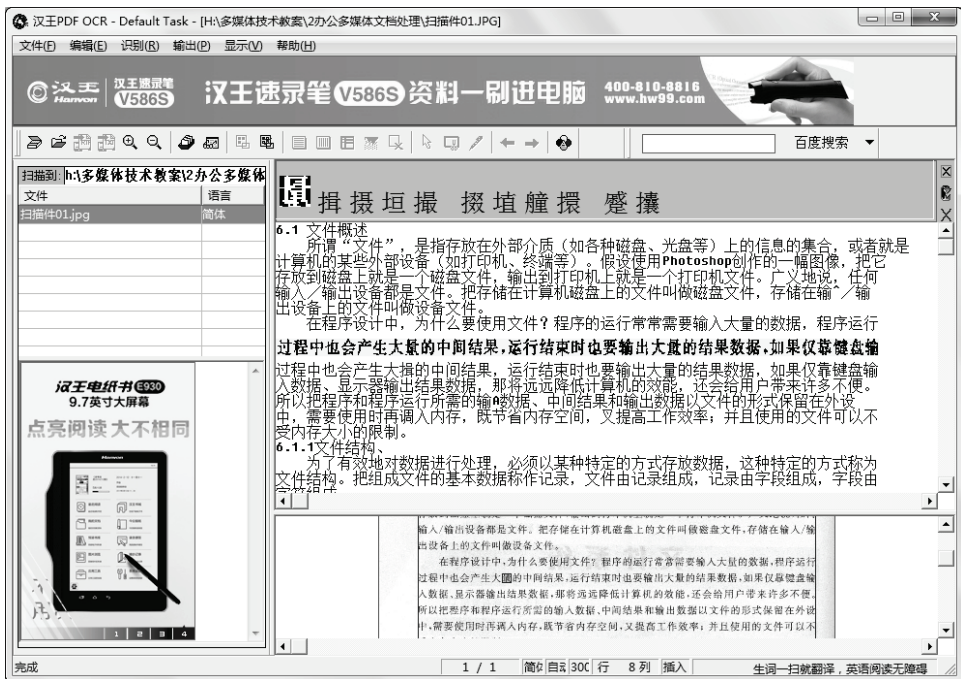 汉王PDF OCR - Default Task - [H:\多媒体技术教案\2办公多媒体文档处理\扫描件01.JPG]
文件(F) 编辑(E) 识别(R) 输出(P) 显示(V) 帮助(H)
汉王 Hanvon 汉王速录笔 V586S 汉王速录笔 V586S 资料一刷进电脑 400-810-8816
www.hw99.com
百度搜索
扫描到: h:\多媒体技术教案\2办公多媒体
文件 语言
扫描件01.jpg 简体
揖 摄 垣 撮 掇 埴 艟 擐 蹙 攘
6.1 文件概述
所谓“文件”，是指存放在外部介质（如各种磁盘、光盘等）上的信息的集合，或者就是
计算机的某些外部设备（如打印机、终端等）。假设使用Photoshop创作的一幅图像，把它
存放到磁盘上就是一个磁盘文件，输出到打印机上就是一个打印机文件。广义地说，任何
输入／输出设备都是文件。把存储在计算机磁盘上的文件叫做磁盘文件，存储在输^／输
出设备上的文件叫做设备文件。
在程序设计中，为什么要使用文件？程序的运行常常需要输入大量的数据，程序运行
过程中也会产生大量的中间结果,运行结束时也要输出大量的结果数据,如果仅靠键盘输
过程中也会产生大揖的中间结果，运行结束时也要输出大量的结果数据，如果仅靠键盘输
入数据、显示器输出结果数据，那将远远降低计算机的效能，还会给用户带来许多不便。
所以把程序和程序运行所需的输A数据、中间结果和输出数据以文件的形式保留在外设
中，需要使用时再调入内存，既节省内存空间，叉提高工作效率；并且使用的文件可以不
受内存大小的限制。
6.1.1文件结构、
为了有效地对数据进行处理，必须以某种特定的方式存放数据，这种特定的方式称为
文件结构。把组成文件的基本数据称作记录，文件由记录组成，记录由字段组成，字段由
汉王电纸书 E930
9.7英寸大屏幕
点亮阅读 大不相同
Hanvon
1 2 3 4
输入/输出设备都是文件。把存储在计算机磁盘上的文件叫做磁盘文件,存储在输入/输
出设备上的文件叫做设备文件。
在程序设计中,为什么要使用文件? 程序的运行常常需要输入大量的数据,程序运行
过程中也会产生大量的中间结果,运行结束时也要输出大量的结果数据,如果仅靠键盘输
入数据、显示器输出结果数据,那将远远降低计算机的效能,还会给用户带来许多不便。
所以把程序和程序运行所需的输入数据、中间结果和输出数据以文件的形式保留在外设
中,需要使用时再调入内存,既节省内存空间,又提高工作效率; 并且使用的文件可以不
完成 1 / 1 简体 自动 300 行 8 列 插入 生词一扫就翻译，英语阅读无障碍